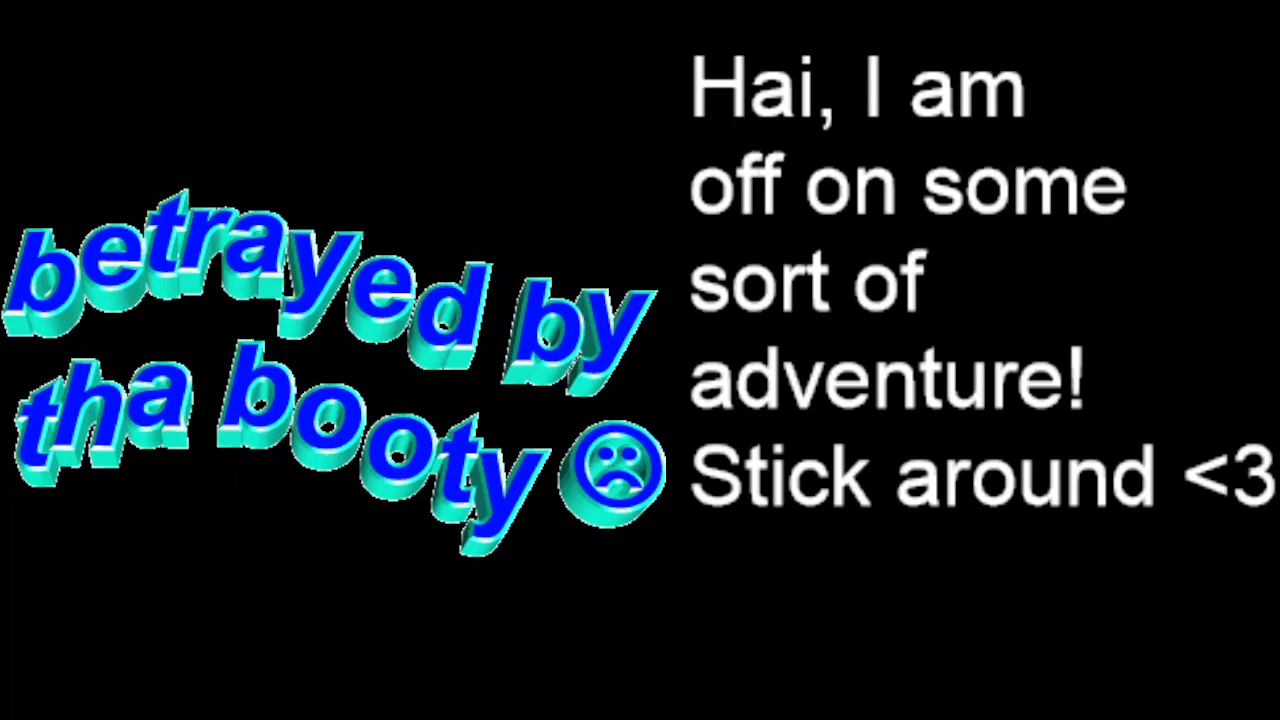 betrayed by
tha booty ☹
Hai, I am
off on some
sort of
adventure!
Stick around <3